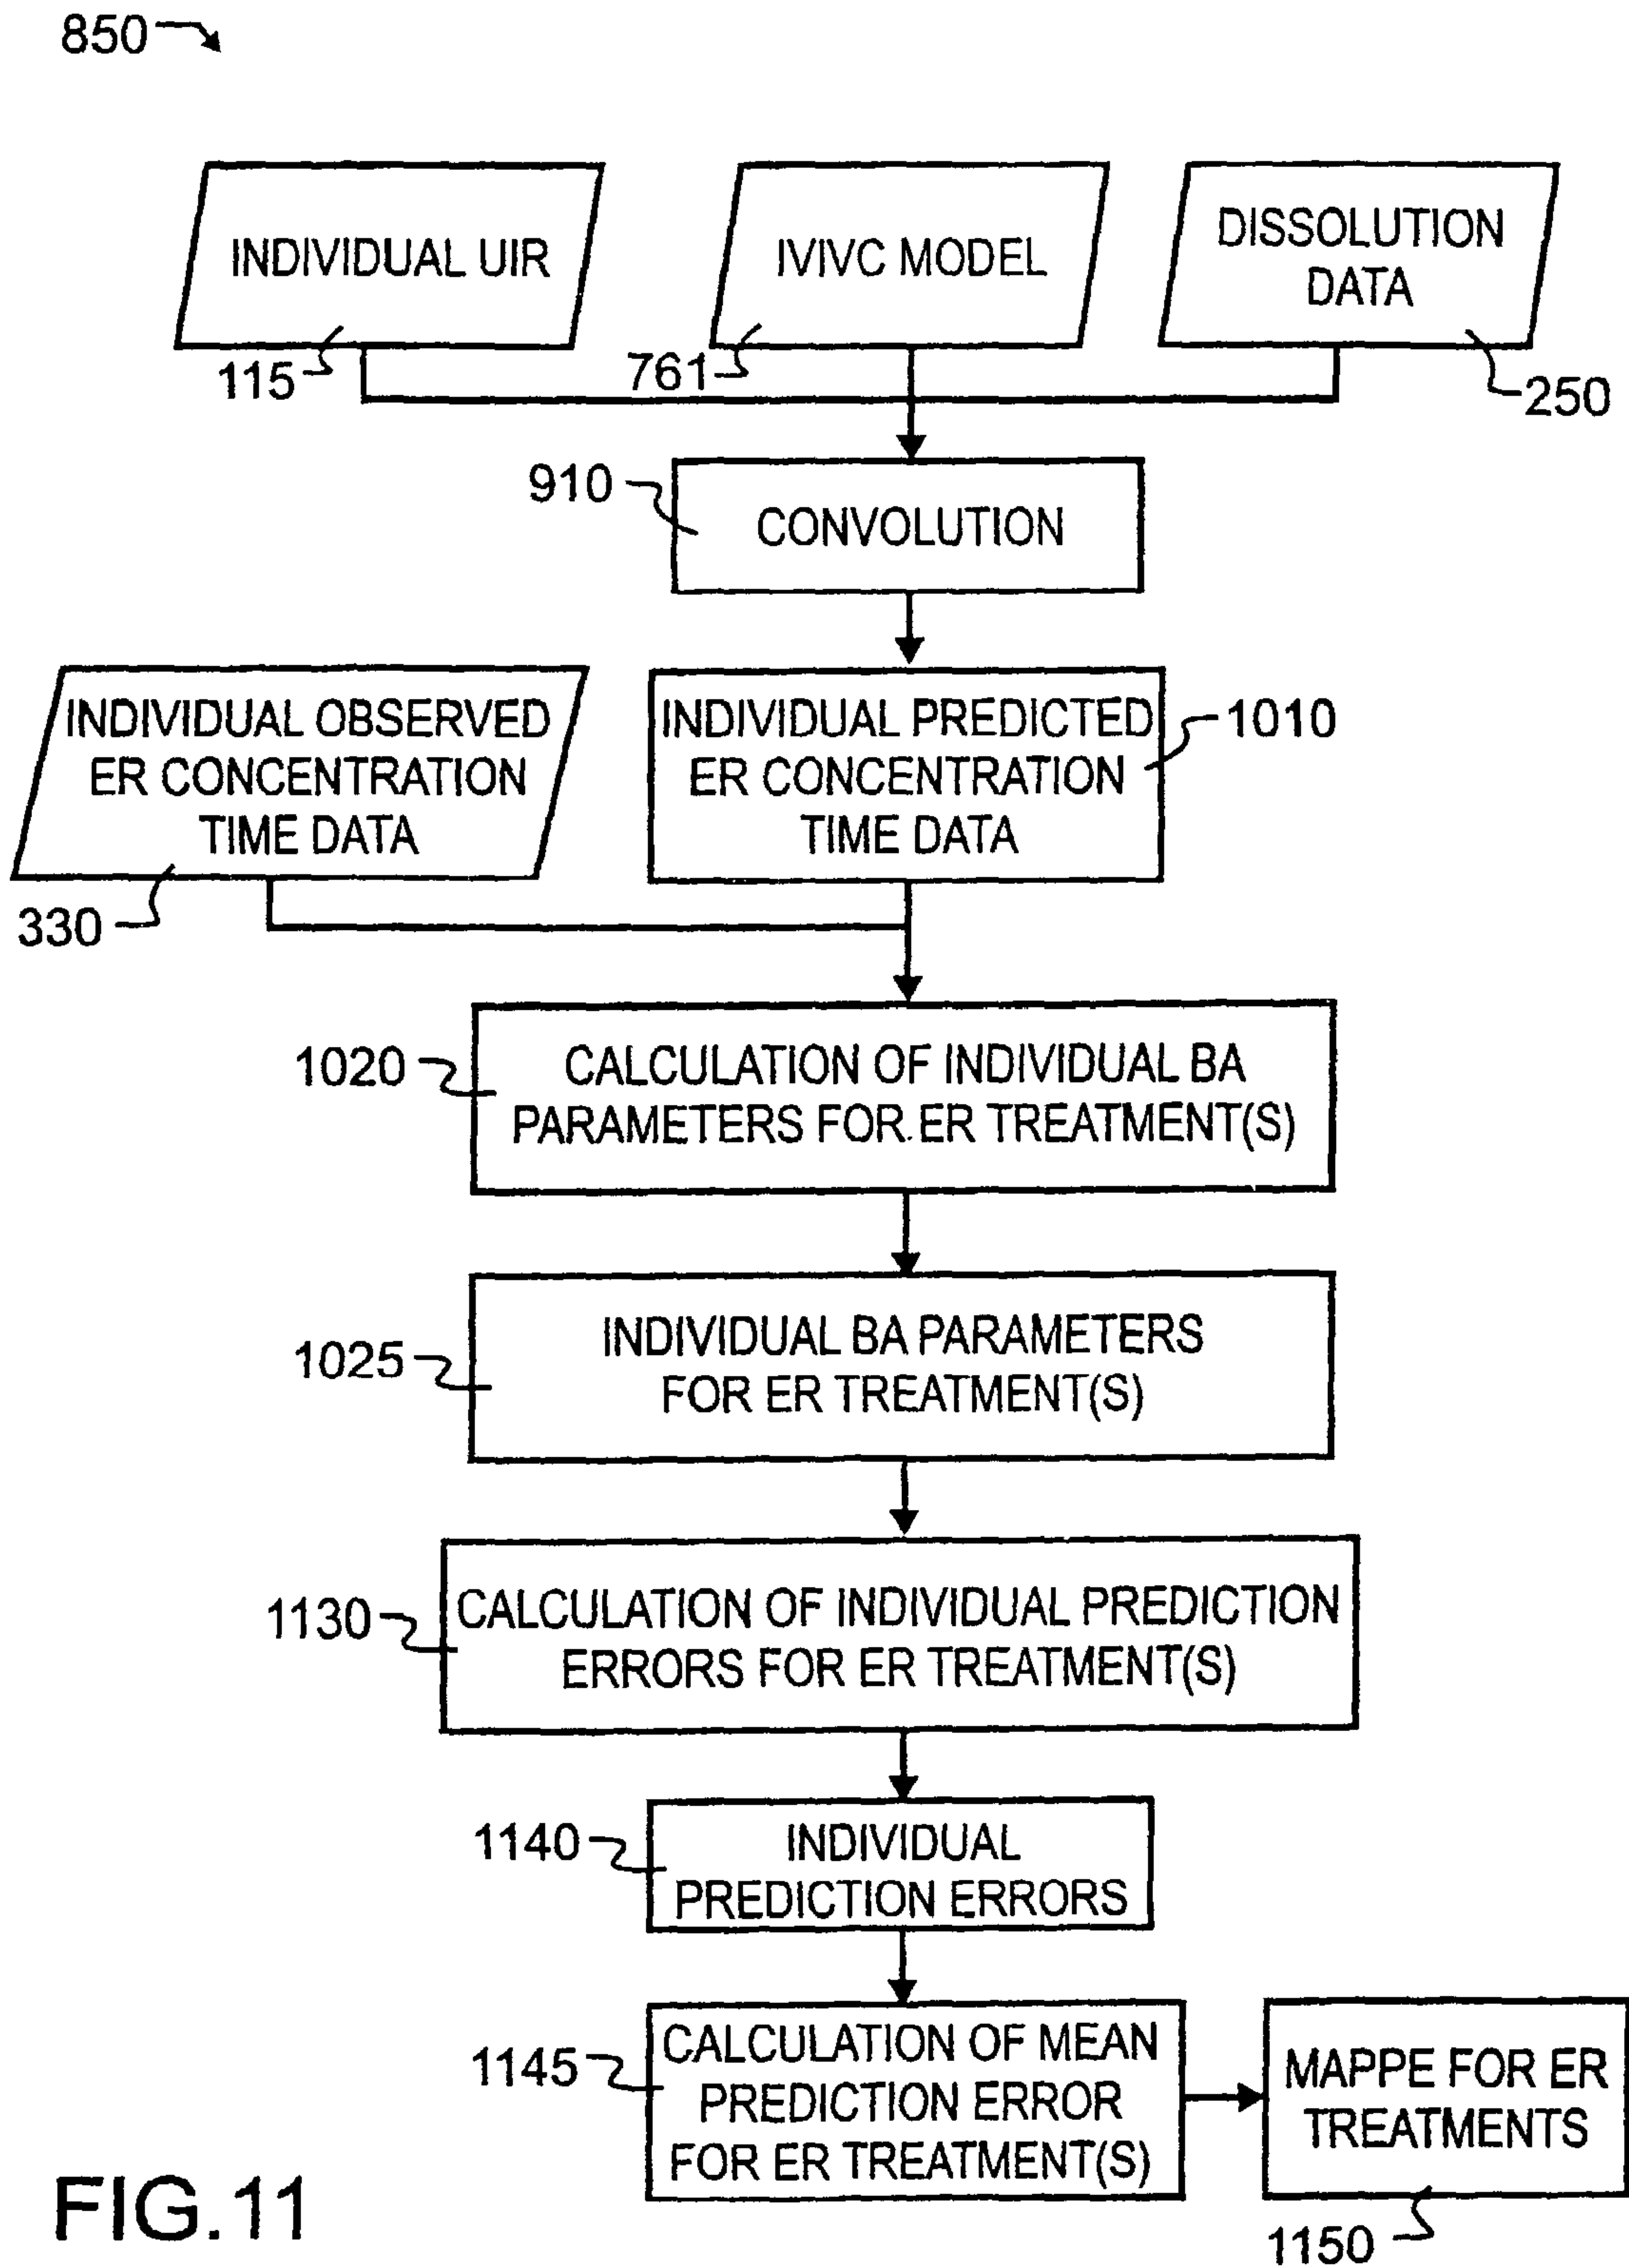 850
INDIVIDUAL UIR
IVIVC MODEL
DISSOLUTION
DATA
115
761
250
910
CONVOLUTION
INDIVIDUAL OBSERVED
ER CONCENTRATION
TIME DATA
330
INDIVIDUAL PREDICTED
ER CONCENTRATION
TIME DATA
1010
1020
CALCULATION OF INDIVIDUAL BA
PARAMETERS FOR. ER TREATMENT(S)
1025
INDIVIDUAL BA PARAMETERS
FOR ER TREATMENT(S)
1130
CALCULATION OF INDIVIDUAL PREDICTION
ERRORS FOR ER TREATMENT(S)
1140
INDIVIDUAL
PREDICTION ERRORS
1145
CALCULATION OF MEAN
PREDICTION ERROR
FOR ER TREATMENT(S)
MAPPE FOR ER
TREATMENTS
1150
FIG.11